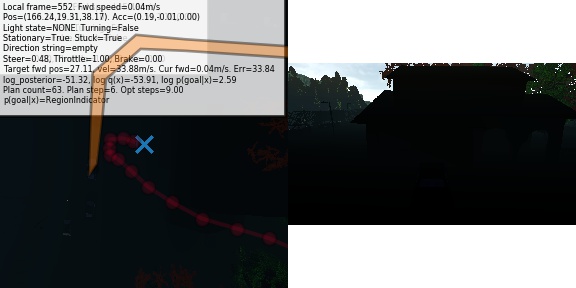 Local frame=552. Fwd speed=0.04m/s
Pos=(166.24,19.31,38.17). Acc=(0.19,-0.01,0.00)
Light state=NONE. Turning=False
Stationary=True. Stuck=True
Direction string=empty
Steer=0.48, Throttle=1.00, Brake=0.00
Target fwd pos=27.11, vel=33.88m/s. Cur fwd=0.04m/s. Err=33.84
log_posterior=-51.32, log q(x)=-53.91, log p(goal|x)=2.59
Plan count=63. Plan step=6. Opt steps=9.00
p(goal|x)=RegionIndicator